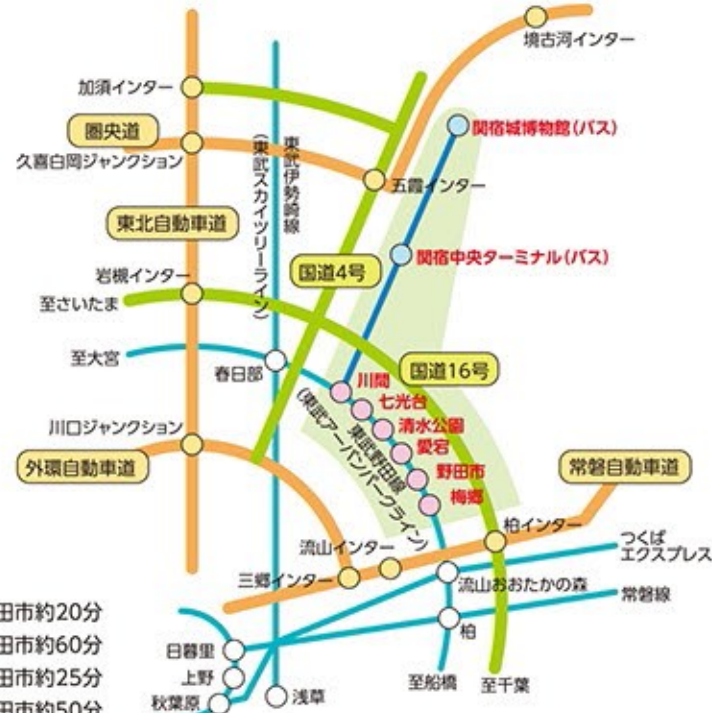 境古河インター
加須インター
圏央道
久喜白岡ジャンクション
関宿城博物館(バス)
東武伊勢崎線
(東武スカイツリーライン)
五霞インター
東北自動車道
関宿中央ターミナル(バス)
国道4号
岩槻インター
至さいたま
至大宮
春日部
国道16号
川間
七光台
清水公園
愛宕
野田市
梅郷
東武野田線
(東武アーバンパークライン)
川口ジャンクション
外環自動車道
常磐自動車道
柏インター
流山インター
三郷インター
つくば
エクスプレス
流山おおたかの森
常磐線
柏
田市約20分
田市約60分
田市約25分
田市約50分
日暮里
上野
秋葉原
浅草
至船橋
至千葉